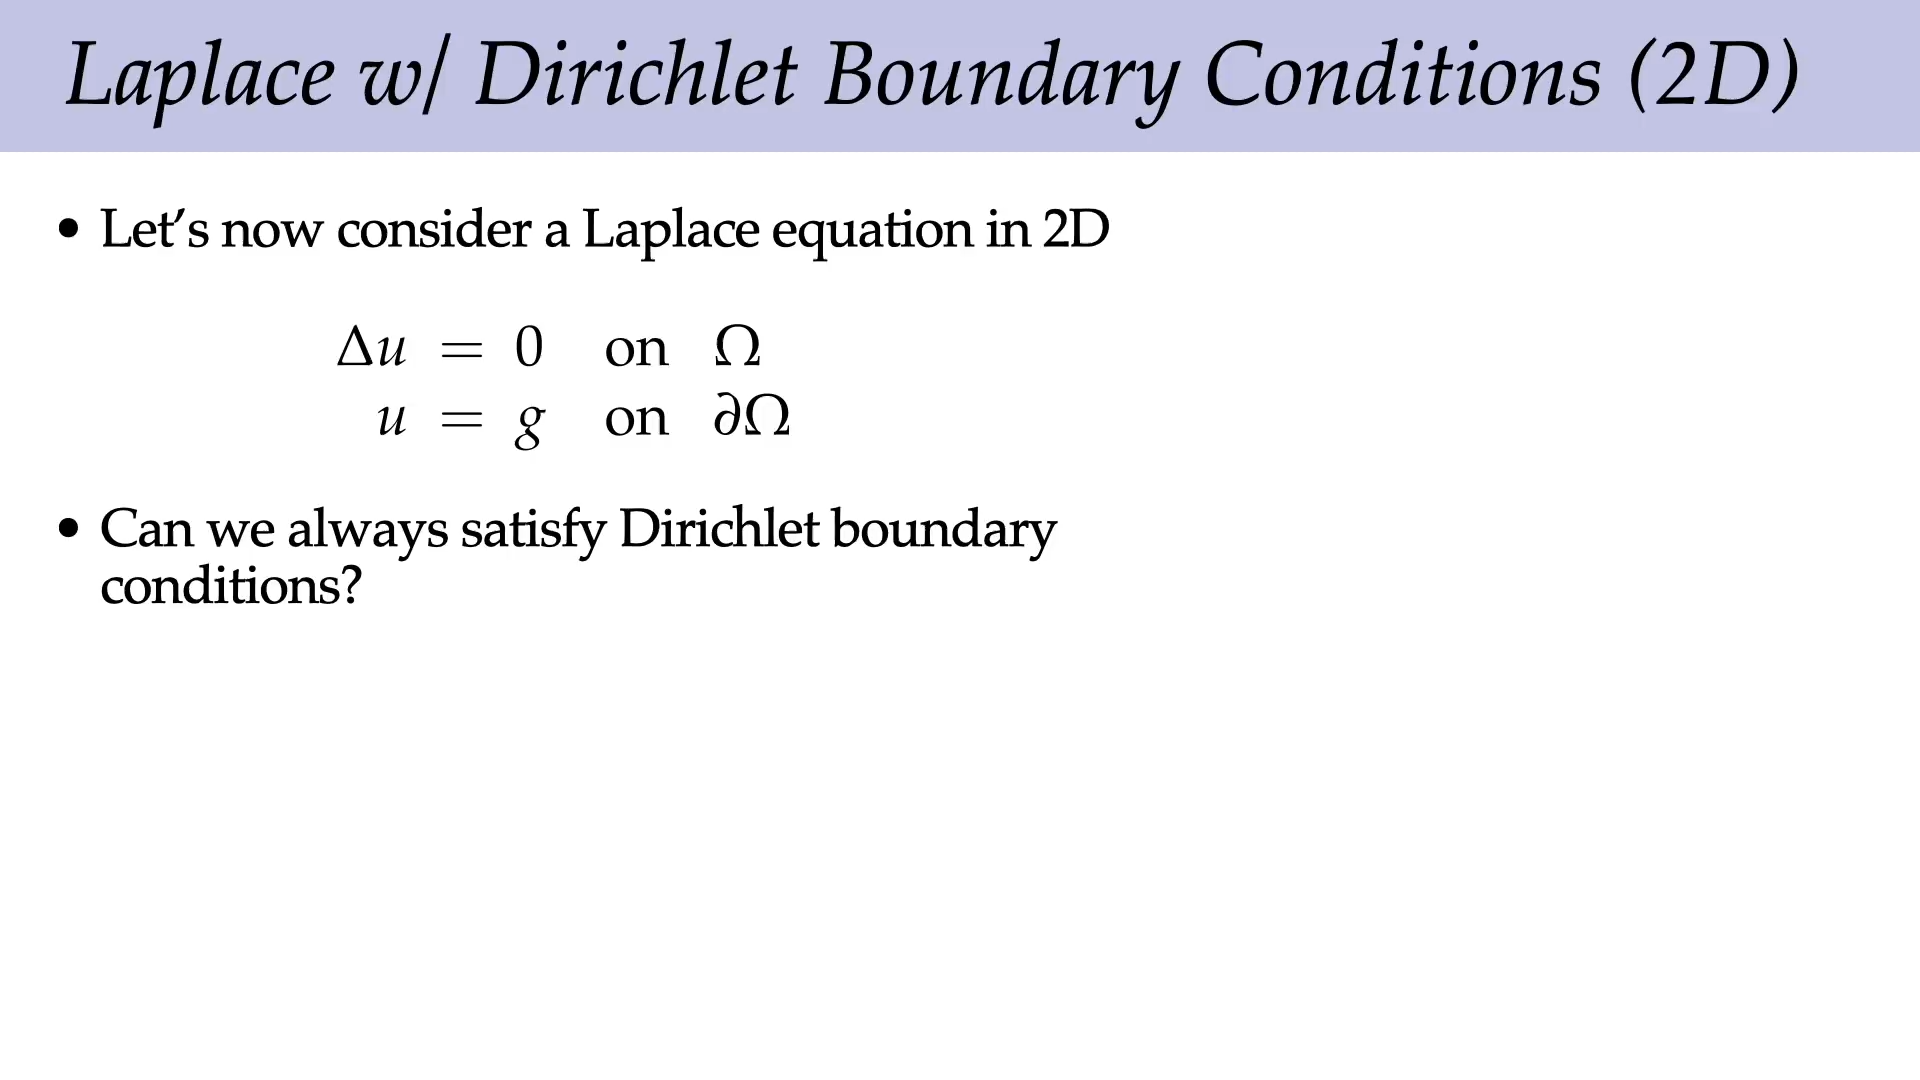 Laplace w/ Dirichlet Boundary Conditions (2D)
• Let’s now consider a Laplace equation in 2D
Δu = 0 on Ω
u = g on ∂Ω
• Can we always satisfy Dirichlet boundary
conditions?